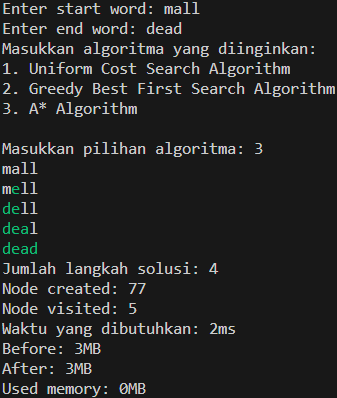 Enter start word: mall
Enter end word: dead
Masukkan algoritma yang diinginkan:
1. Uniform Cost Search Algorithm
2. Greedy Best First Search Algorithm
3. A* Algorithm
Masukkan pilihan algoritma: 3
mall
mell
dell
deal
dead
Jumlah langkah solusi: 4
Node created: 77
Node visited: 5
Waktu yang dibutuhkan: 2ms
Before: 3MB
After: 3MB
Used memory: 0MB